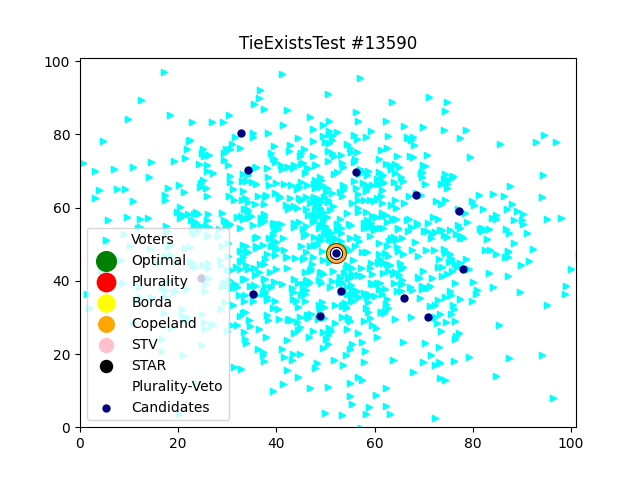 TieExistsTest #13590
100
80
60
40
20
0
0 20 40 60 80 100
Voters
Optimal
Plurality
Borda
Copeland
STV
STAR
Plurality-Veto
Candidates